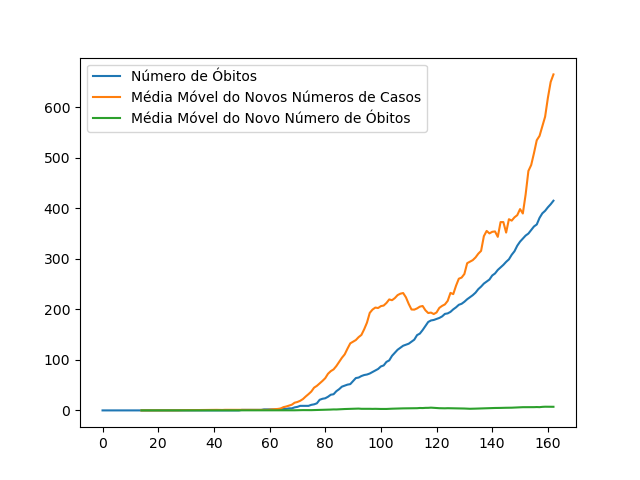 Número de Óbitos
Média Móvel do Novos Números de Casos
Média Móvel do Novo Número de Óbitos
600
500
400
300
200
100
0
0 20 40 60 80 100 120 140 160